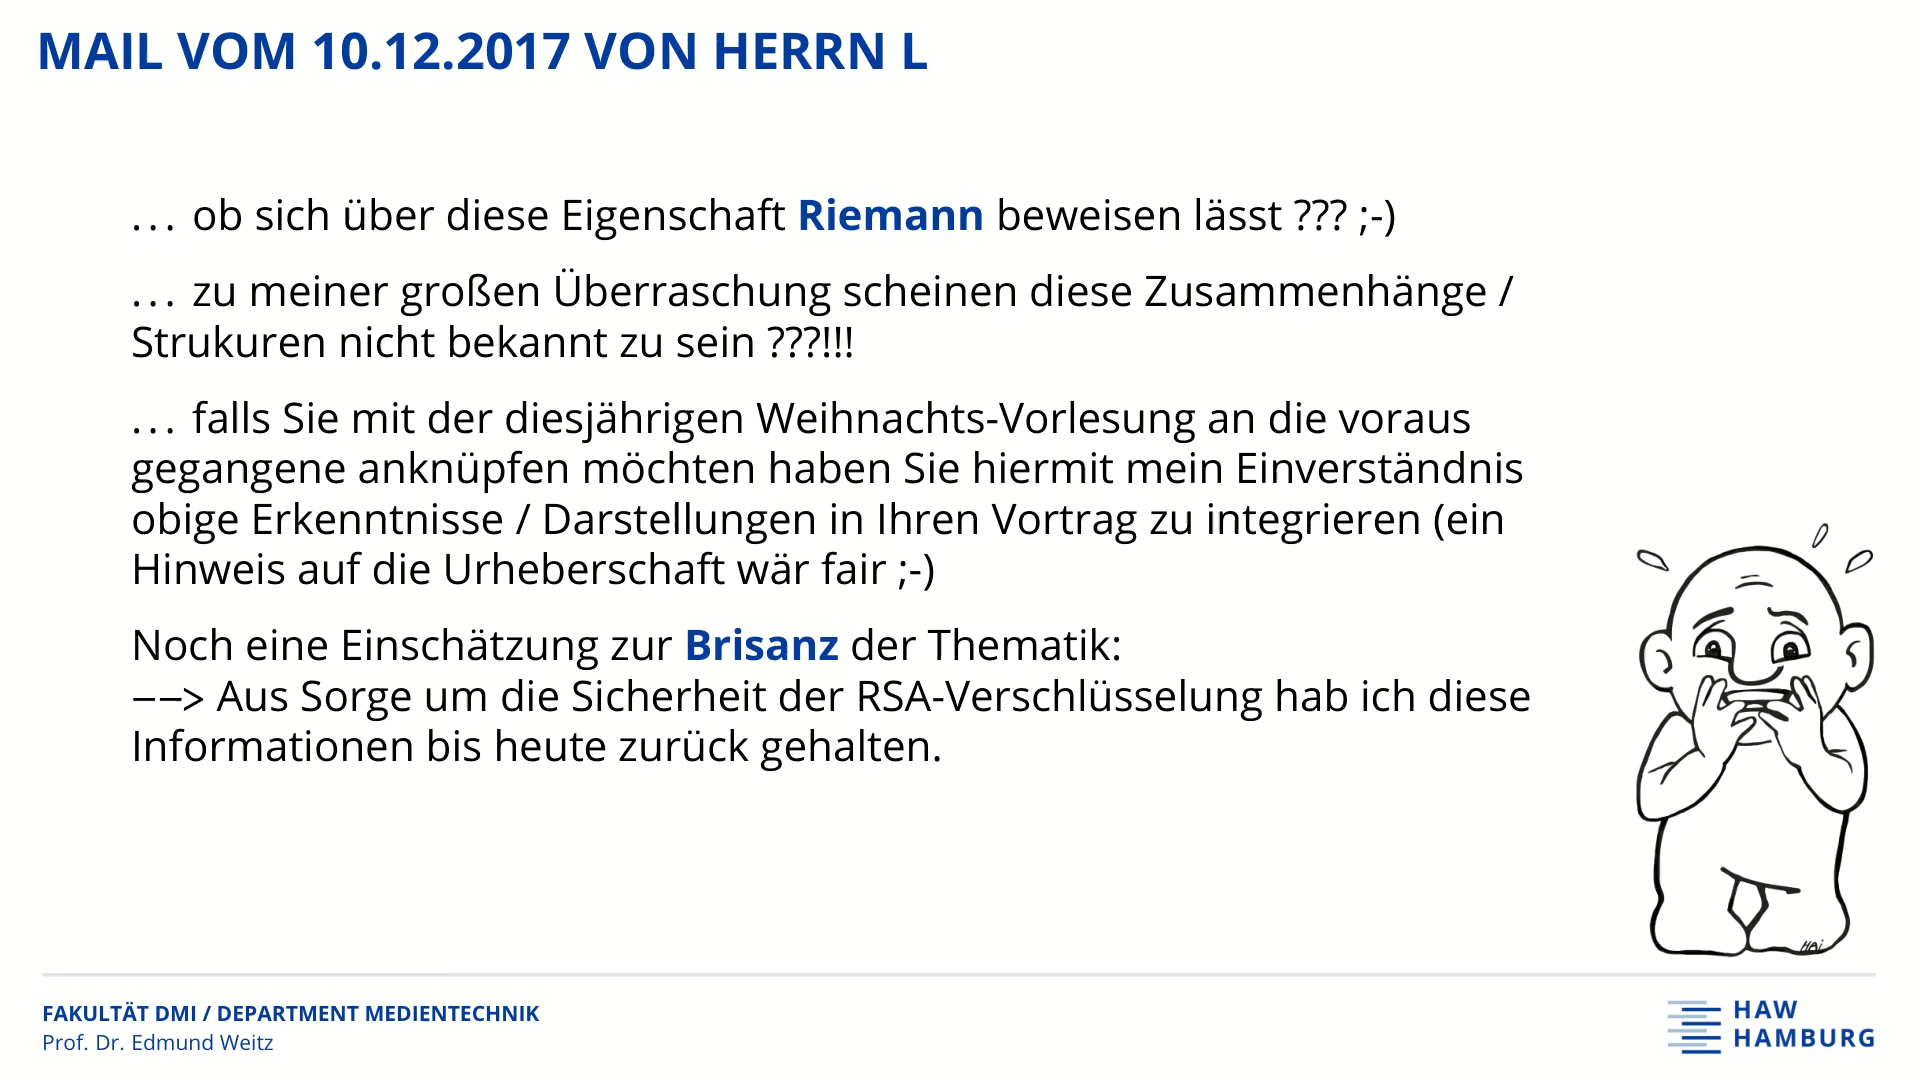 MAIL VOM 10.12.2017 VON HERRN L
... ob sich über diese Eigenschaft Riemann beweisen lässt ??? ;-)
... zu meiner großen Überraschung scheinen diese Zusammenhänge /
Strukuren nicht bekannt zu sein ???!!!
... falls Sie mit der diesjährigen Weihnachts-Vorlesung an die voraus
gegangene anknüpfen möchten haben Sie hiermit mein Einverständnis
obige Erkenntnisse / Darstellungen in Ihren Vortrag zu integrieren (ein
Hinweis auf die Urheberschaft wär fair ;-)
Noch eine Einschätzung zur Brisanz der Thematik:
––> Aus Sorge um die Sicherheit der RSA-Verschlüsselung hab ich diese
Informationen bis heute zurück gehalten.
HAi
FAKULTÄT DMI / DEPARTMENT MEDIENTECHNIK
Prof. Dr. Edmund Weitz
HAW
HAMBURG